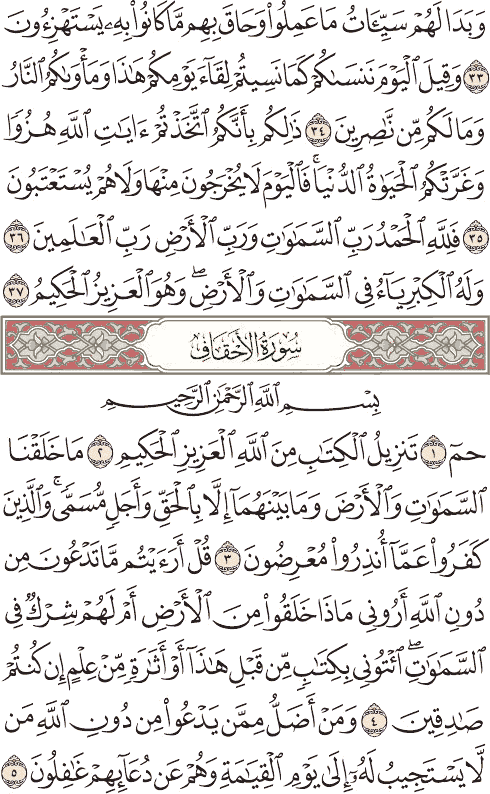 وَبَدَا لَهُمْ سَيِّـَٔاتُ مَا عَمِلُوا۟ وَحَاقَ بِهِم مَّا كَانُوا۟ بِهِۦ يَسْتَهْزِءُونَ
٣٣ وَقِيلَ ٱلْيَوْمَ نَنسَىٰكُمْ كَمَا نَسِيتُمْ لِقَآءَ يَوْمِكُمْ هَـٰذَا وَمَأْوَىٰكُمُ ٱلنَّارُ
وَمَا لَكُم مِّن نَّـٰصِرِينَ ٣٤ ذَٰلِكُم بِأَنَّكُمُ ٱتَّخَذْتُمْ ءَايَـٰتِ ٱللَّهِ هُزُوًا
وَغَرَّتْكُمُ ٱلْحَيَوٰةُ ٱلدُّنْيَا ۚ فَٱلْيَوْمَ لَا يُخْرَجُونَ مِنْهَا وَلَا هُمْ يُسْتَعْتَبُونَ
٣٥ فَلِلَّهِ ٱلْحَمْدُ رَبِّ ٱلسَّمَـٰوَٰتِ وَرَبِّ ٱلْأَرْضِ رَبِّ ٱلْعَـٰلَمِينَ ٣٦
وَلَهُ ٱلْكِبْرِيَآءُ فِى ٱلسَّمَـٰوَٰتِ وَٱلْأَرْضِ ۖ وَهُوَ ٱلْعَزِيزُ ٱلْحَكِيمُ ٣٧
سُورَةُ ٱلْأَحْقَافِ
بِسْمِ ٱللَّهِ ٱلرَّحْمَـٰنِ ٱلرَّحِيمِ
حمٓ ١ تَنزِيلُ ٱلْكِتَـٰبِ مِنَ ٱللَّهِ ٱلْعَزِيزِ ٱلْحَكِيمِ ٢ مَا خَلَقْنَا
ٱلسَّمَـٰوَٰتِ وَٱلْأَرْضَ وَمَا بَيْنَهُمَآ إِلَّا بِٱلْحَقِّ وَأَجَلٍ مُّسَمًّى ۚ وَٱلَّذِينَ
كَفَرُوا۟ عَمَّآ أُنذِرُوا۟ مُعْرِضُونَ ٣ قُلْ أَرَءَيْتُم مَّا تَدْعُونَ مِن
دُونِ ٱللَّهِ أَرُونِى مَاذَا خَلَقُوا۟ مِنَ ٱلْأَرْضِ أَمْ لَهُمْ شِرْكٌ فِى
ٱلسَّمَـٰوَٰتِ ۖ ٱئْتُونِى بِكِتَـٰبٍ مِّن قَبْلِ هَـٰذَآ أَوْ أَثَـٰرَةٍ مِّنْ عِلْمٍ إِن كُنتُمْ
صَـٰدِقِينَ ٤ وَمَنْ أَضَلُّ مِمَّن يَدْعُوا۟ مِن دُونِ ٱللَّهِ مَن
لَّا يَسْتَجِيبُ لَهُۥٓ إِلَىٰ يَوْمِ ٱلْقِيَـٰمَةِ وَهُمْ عَن دُعَآئِهِمْ غَـٰفِلُونَ ٥